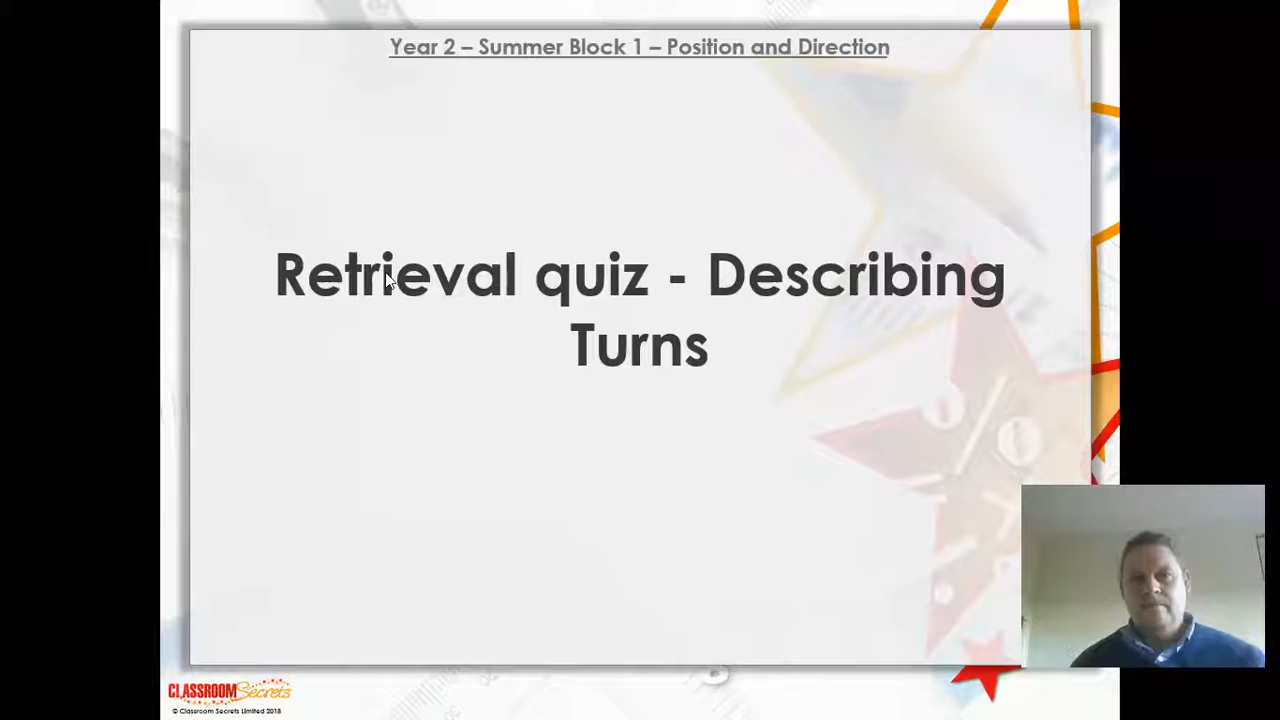 Year 2 – Summer Block 1 – Position and Direction
Retrieval quiz - Describing
Turns
CLASSROOM Secrets
© Classroom Secrets Limited 2018